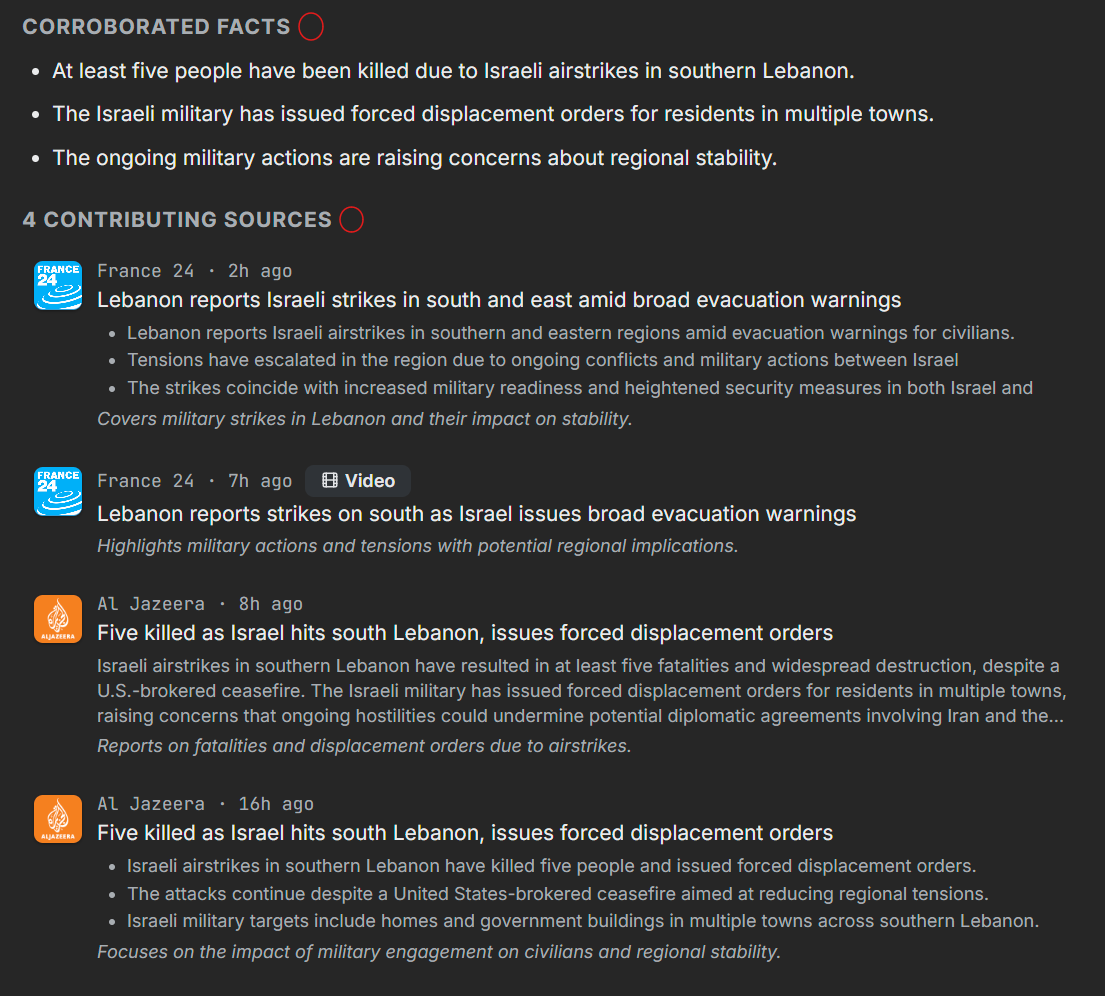 CORROBORATED FACTS
• At least five people have been killed due to Israeli airstrikes in southern Lebanon.
• The Israeli military has issued forced displacement orders for residents in multiple towns.
• The ongoing military actions are raising concerns about regional stability.
4 CONTRIBUTING SOURCES
FRANCE 24
France 24 · 2h ago
Lebanon reports Israeli strikes in south and east amid broad evacuation warnings
• Lebanon reports Israeli airstrikes in southern and eastern regions amid evacuation warnings for civilians.
• Tensions have escalated in the region due to ongoing conflicts and military actions between Israel
• The strikes coincide with increased military readiness and heightened security measures in both Israel and
Covers military strikes in Lebanon and their impact on stability.
FRANCE 24
France 24 · 7h ago Video
Lebanon reports strikes on south as Israel issues broad evacuation warnings
Highlights military actions and tensions with potential regional implications.
ALJAZEERA
Al Jazeera · 8h ago
Five killed as Israel hits south Lebanon, issues forced displacement orders
Israeli airstrikes in southern Lebanon have resulted in at least five fatalities and widespread destruction, despite a
U.S.-brokered ceasefire. The Israeli military has issued forced displacement orders for residents in multiple towns,
raising concerns that ongoing hostilities could undermine potential diplomatic agreements involving Iran and the...
Reports on fatalities and displacement orders due to airstrikes.
ALJAZEERA
Al Jazeera · 16h ago
Five killed as Israel hits south Lebanon, issues forced displacement orders
• Israeli airstrikes in southern Lebanon have killed five people and issued forced displacement orders.
• The attacks continue despite a United States-brokered ceasefire aimed at reducing regional tensions.
• Israeli military targets include homes and government buildings in multiple towns across southern Lebanon.
Focuses on the impact of military engagement on civilians and regional stability.